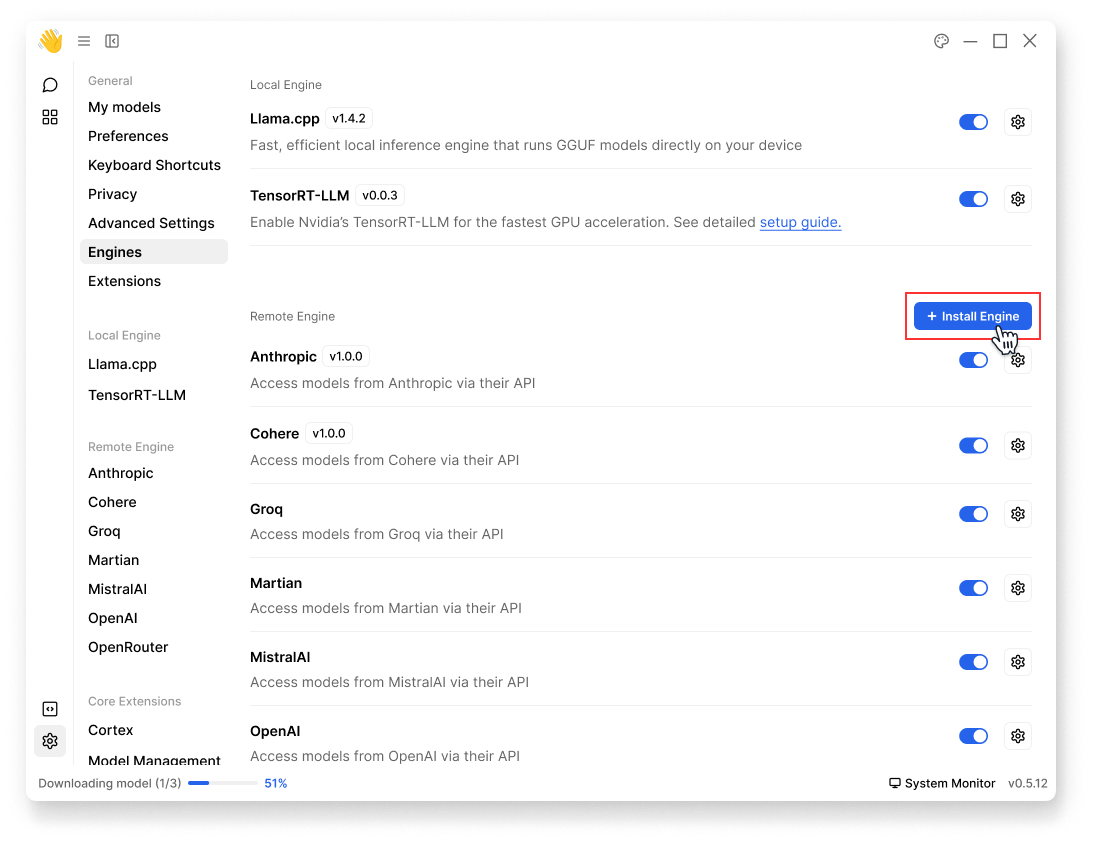 General
My models
Preferences
Keyboard Shortcuts
Privacy
Advanced Settings
Engines
Extensions
Local Engine
Llama.cpp
TensorRT-LLM
Remote Engine
Anthropic
Cohere
Groq
Martian
MistralAI
OpenAI
OpenRouter
Core Extensions
Cortex
Model Management
Local Engine
Llama.cpp v1.4.2
Fast, efficient local inference engine that runs GGUF models directly on your device
TensorRT-LLM v0.0.3
Enable Nvidia’s TensorRT-LLM for the fastest GPU acceleration. See detailed setup guide.
Remote Engine
+ Install Engine
Anthropic v1.0.0
Access models from Anthropic via their API
Cohere v1.0.0
Access models from Cohere via their API
Groq
Access models from Groq via their API
Martian
Access models from Martian via their API
MistralAI
Access models from MistralAI via their API
OpenAI
Access models from OpenAI via their API
Downloading model (1/3) 51%
System Monitor v0.5.12